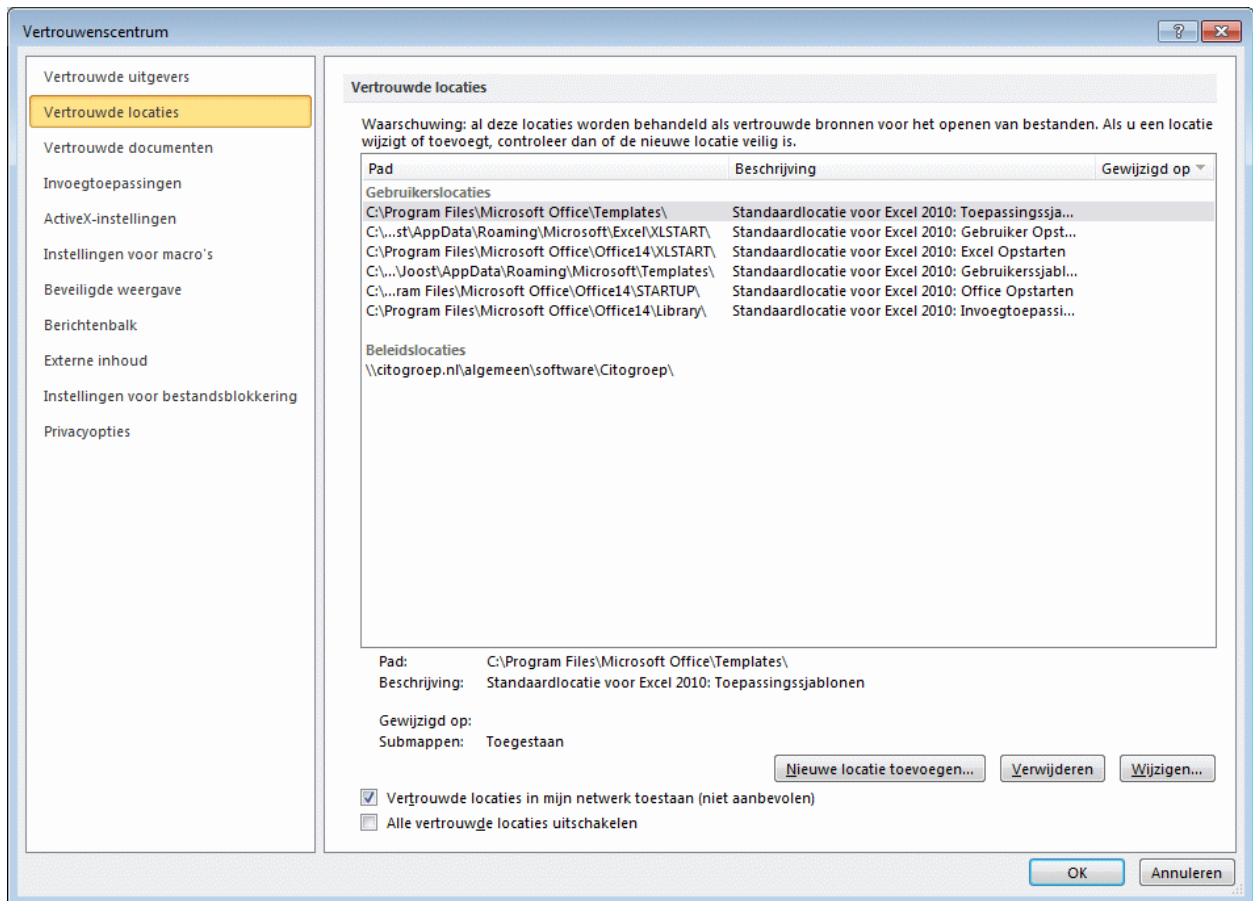 Vertrouwenscentrum
Vertrouwde uitgevers
Vertrouwde locaties
Vertrouwde documenten
Invoegtoepassingen
ActiveX-instellingen
Instellingen voor macro's
Beveiligde weergave
Berichtenbalk
Externe inhoud
Instellingen voor bestandsblokkering
Privacyopties
Vertrouwde locaties
Waarschuwing: al deze locaties worden behandeld als vertrouwde bronnen voor het openen van bestanden. Als u een locatie
wijzigt of toevoegt, controleer dan of de nieuwe locatie veilig is.
Pad Beschrijving Gewijzigd op
Gebruikerslocaties
C:\Program Files\Microsoft Office\Templates\ Standaardlocatie voor Excel 2010: Toepassingssja...
C:\...st\AppData\Roaming\Microsoft\Excel\XLSTART\ Standaardlocatie voor Excel 2010: Gebruiker Opst...
C:\Program Files\Microsoft Office\Office14\XLSTART\ Standaardlocatie voor Excel 2010: Excel Opstarten
C:\...\Joost\AppData\Roaming\Microsoft\Templates\ Standaardlocatie voor Excel 2010: Gebruikerssjabl...
C:\...ram Files\Microsoft Office\Office14\STARTUP\ Standaardlocatie voor Excel 2010: Office Opstarten
C:\Program Files\Microsoft Office\Office14\Library\ Standaardlocatie voor Excel 2010: Invoegtoepassi...
Beleidslocaties
\\citogroep.nl\algemeen\software\Citogroep\
Pad: C:\Program Files\Microsoft Office\Templates\
Beschrijving: Standaardlocatie voor Excel 2010: Toepassingssjablonen
Gewijzigd op:
Submappen: Toegestaan
Nieuwe locatie toevoegen... Verwijderen Wijzigen...
Vertrouwde locaties in mijn netwerk toestaan (niet aanbevolen)
Alle vertrouwde locaties uitschakelen
OK Annuleren